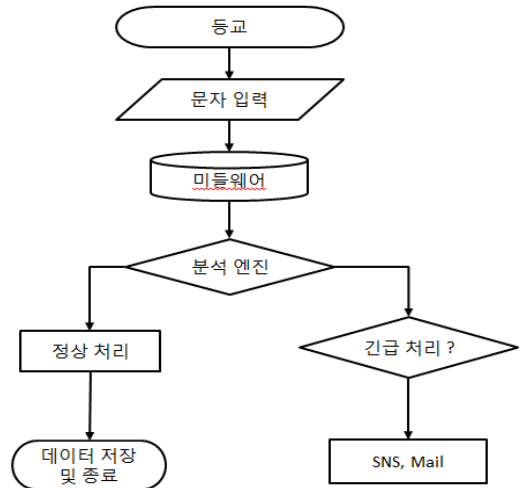 등교
문자 입력
미들웨어
분석 엔진
정상 처리
긴급 처리 ?
데이터 저장
및 종료
SNS, Mail